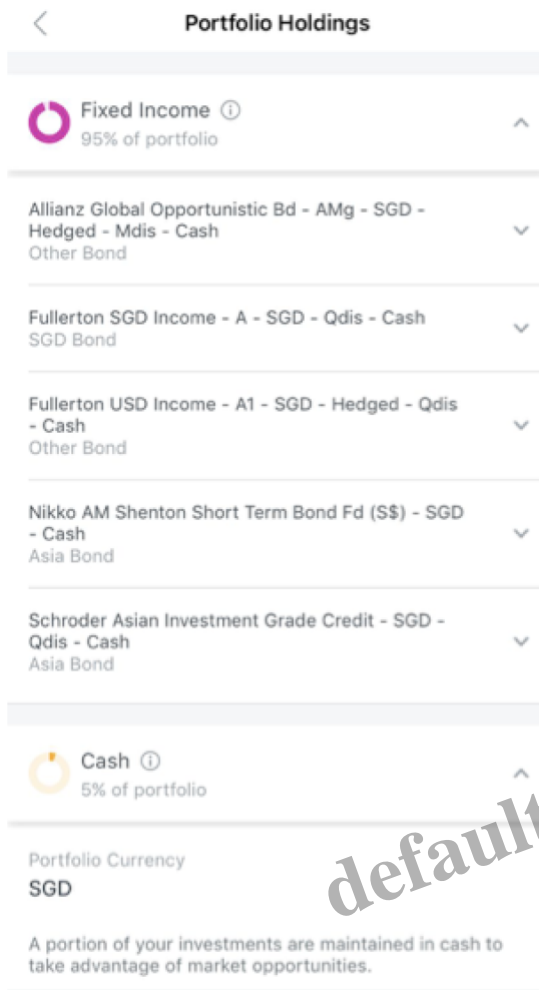 Portfolio Holdings
Fixed Income
95% of portfolio
Allianz Global Opportunistic Bd - AMg - SGD -
Hedged - Mdis - Cash
Other Bond
Fullerton SGD Income - A - SGD - Qdis - Cash
SGD Bond
Fullerton USD Income - A1 - SGD - Hedged - Qdis
- Cash
Other Bond
Nikko AM Shenton Short Term Bond Fd (S$) - SGD
- Cash
Asia Bond
Schroder Asian Investment Grade Credit - SGD -
Qdis - Cash
Asia Bond
Cash
5% of portfolio
Portfolio Currency
SGD
default
A portion of your investments are maintained in cash to
take advantage of market opportunities.